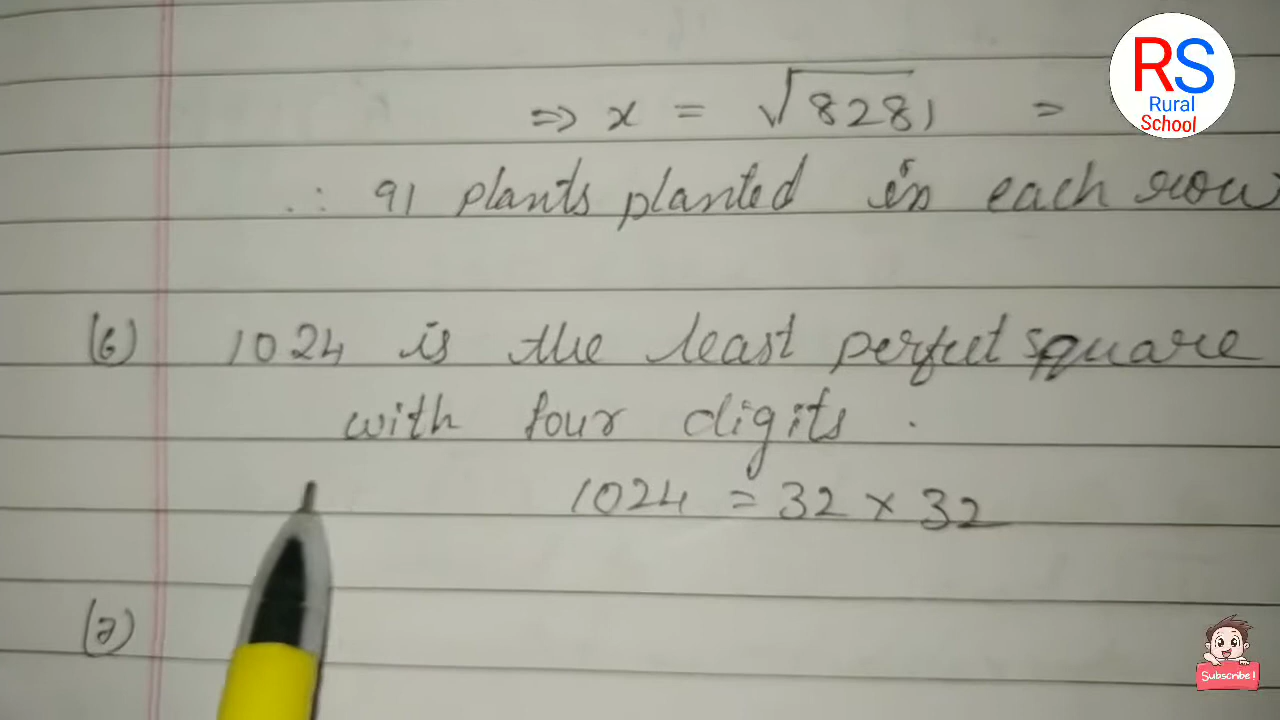 RS
Rural
School
⇒ x = √8281 =
∴ 91 plants planted in each row
(6) 1024 is the least perfect square
with four digits .
1024 = 32 × 32
(7)
Subscribe !